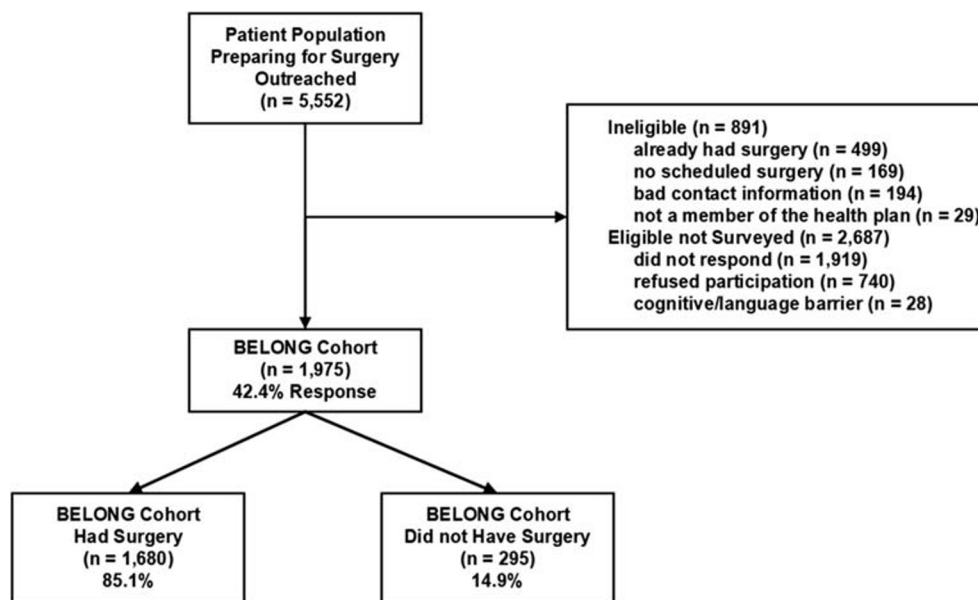 Patient Population
Preparing for Surgery
Outreached
(n = 5,552)
Ineligible (n = 891)
already had surgery (n = 499)
no scheduled surgery (n = 169)
bad contact information (n = 194)
not a member of the health plan (n = 29)
Eligible not Surveyed (n = 2,687)
did not respond (n = 1,919)
refused participation (n = 740)
cognitive/language barrier (n = 28)
BELONG Cohort
(n = 1,975)
42.4% Response
BELONG Cohort
Had Surgery
(n = 1,680)
85.1%
BELONG Cohort
Did not Have Surgery
(n = 295)
14.9%